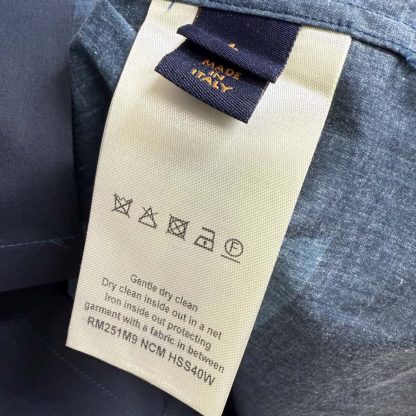 MADE
IN
ITALY
F
Gentle dry clean
Dry clean inside out in a net
Iron inside out protecting
garment with a fabric in between
RM251M9 NCM HSS40W